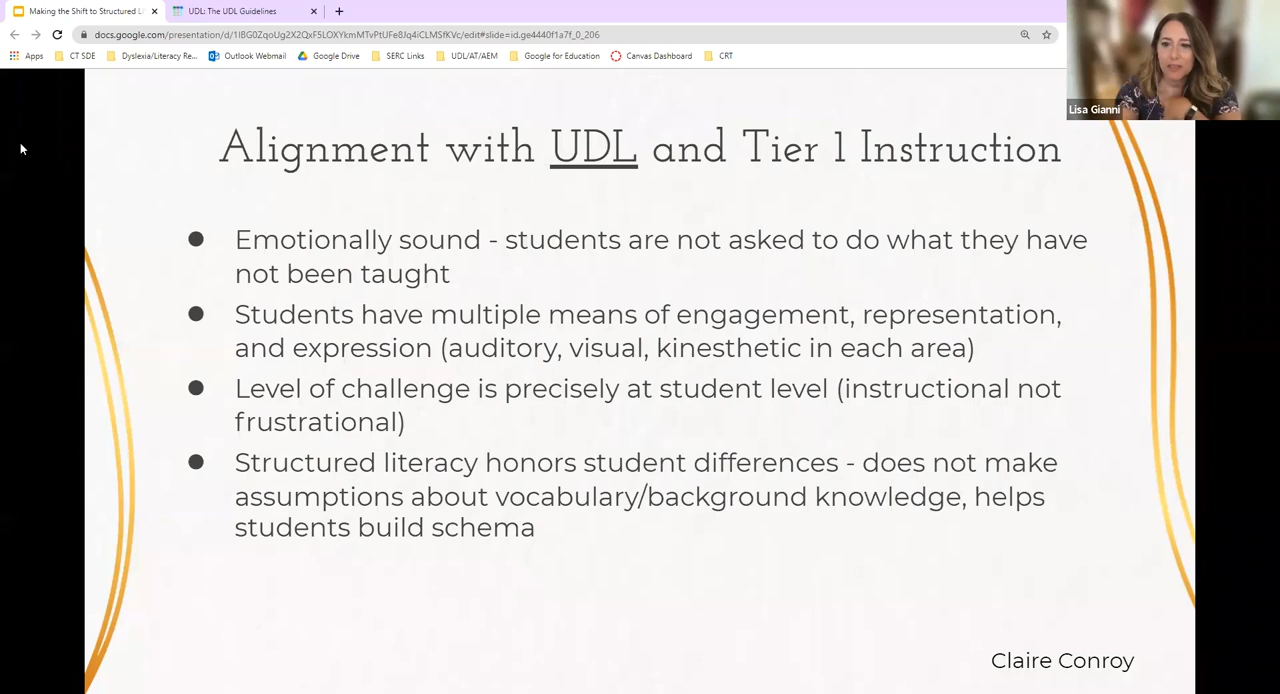 Making the Shift to Structured Li
UDL: The UDL Guidelines
docs.google.com/presentation/d/1IBG0ZqoUg2X2QxF5LOXYkmMTvPtUFe8Jq4iCLMSfKVc/edit#slide=id.ge4440f1a7f_0_206
Apps CT SDE Dyslexia/Literacy Re... Outlook Webmail Google Drive SERC Links UDL/AT/AEM Google for Education Canvas Dashboard CRT
Lisa Gianni
Alignment with UDL and Tier 1 Instruction
● Emotionally sound - students are not asked to do what they have
not been taught
● Students have multiple means of engagement, representation,
and expression (auditory, visual, kinesthetic in each area)
● Level of challenge is precisely at student level (instructional not
frustrational)
● Structured literacy honors student differences - does not make
assumptions about vocabulary/background knowledge, helps
students build schema
Claire Conroy